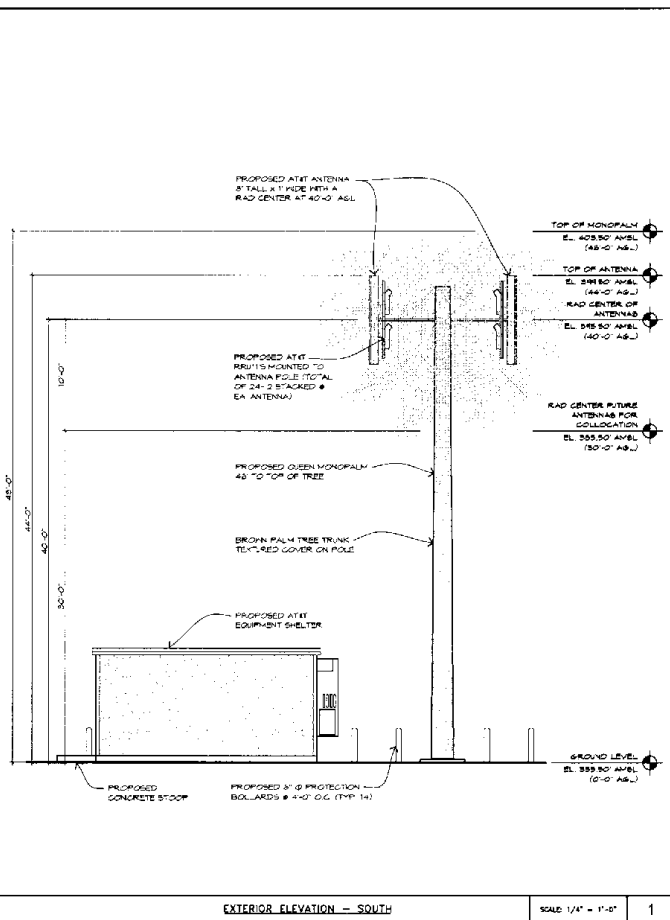 PROPOSED AT&T ANTENNA
8' TALL x 1' WIDE WITH A
RAD CENTER AT 40'-0" AGL
TOP OF MONOPALM
EL. 403.50' AMSL
(48'-0" AGL)
TOP OF ANTENNA
EL. 399.50' AMSL
(44'-0" AGL)
RAD CENTER OF
ANTENNAS
EL. 395.50' AMSL
(40'-0" AGL)
PROPOSED AT&T
RRU'S MOUNTED TO
ANTENNA POLE (TOTAL
OF 24- 2 STACKED @
EA. ANTENNA)
10'-0"
RAD CENTER FUTURE
ANTENNAS FOR
COLLOCATION
EL. 385.50' AMSL
(30'-0" AGL)
PROPOSED QUEEN MONOPALM
48' TO TOP OF TREE
48'-0"
44'-0"
40'-0"
BROWN PALM TREE TRUNK
TEXTURED COVER ON POLE
30'-0"
PROPOSED AT&T
EQUIPMENT SHELTER
GROUND LEVEL
EL. 355.50' AMSL
(0'-0" AGL)
PROPOSED
CONCRETE STOOP
PROPOSED Ø PROTECTION
BOLLARDS @ 4'-0" O.C. (TYP 14)
EXTERIOR ELEVATION - SOUTH
SCALE: 1/4" = 1'-0"
1